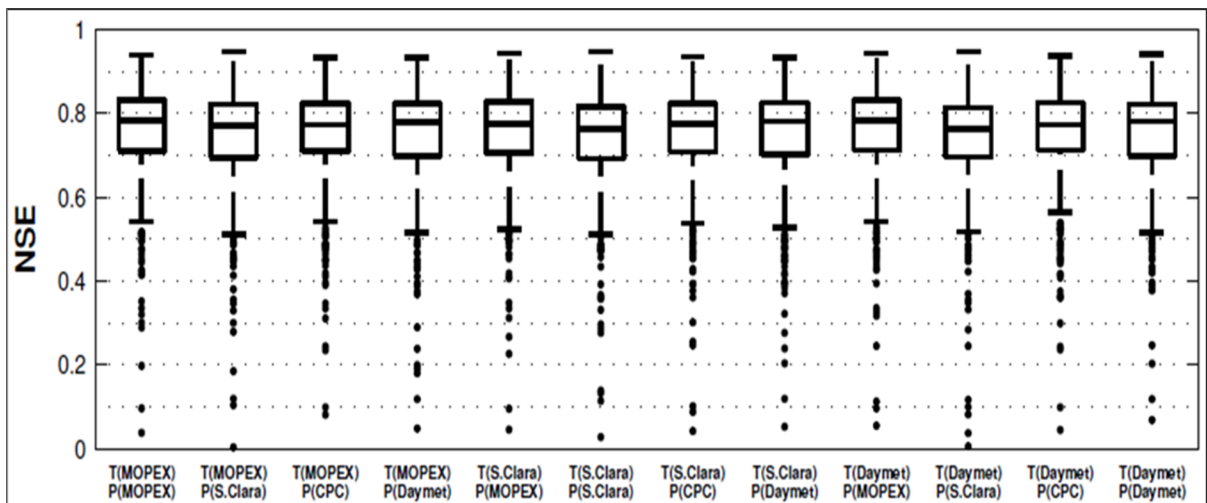 1
0.8
0.6
0.4
0.2
0
NSE
T(MOPEX) T(MOPEX) T(MOPEX) T(MOPEX) T(S.Clara) T(S.Clara) T(S.Clara) T(S.Clara) T(Daymet) T(Daymet) T(Daymet) T(Daymet)
P(MOPEX) P(S.Clara) P(CPC) P(Daymet) P(MOPEX) P(S.Clara) P(CPC) P(Daymet) P(MOPEX) P(S.Clara) P(CPC) P(Daymet)